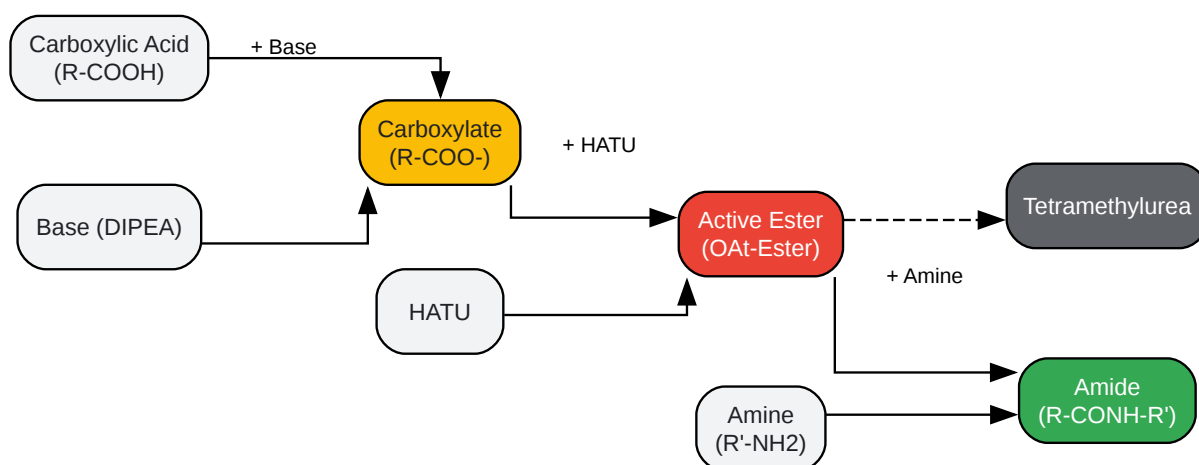 Carboxylic Acid
(R-COOH)
+ Base
Carboxylate
(R-COO-)
+ HATU
Base (DIPEA)
Active Ester
(OAt-Ester)
Tetramethylurea
+ Amine
HATU
Amine
(R'-NH2)
Amide
(R-CONH-R')